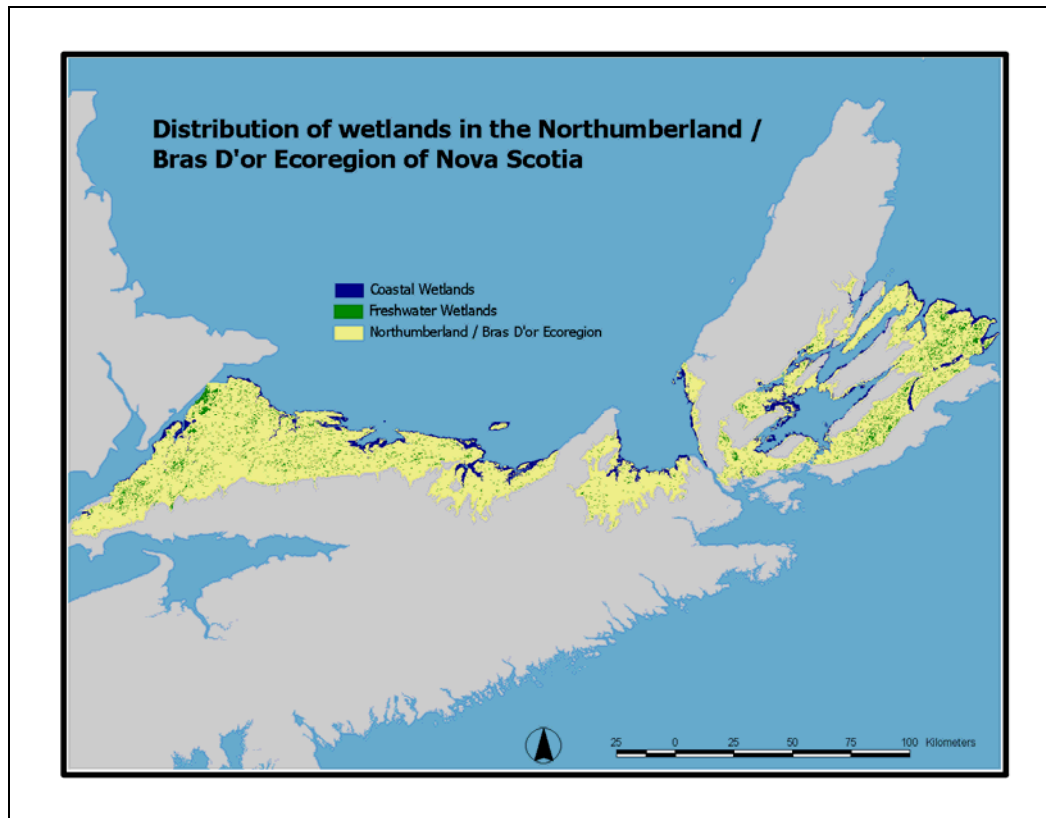 Distribution of wetlands in the Northumberland /
Bras D'or Ecoregion of Nova Scotia
Coastal Wetlands
Freshwater Wetlands
Northumberland / Bras D'or Ecoregion
25 0 25 50 75 100 Kilometers